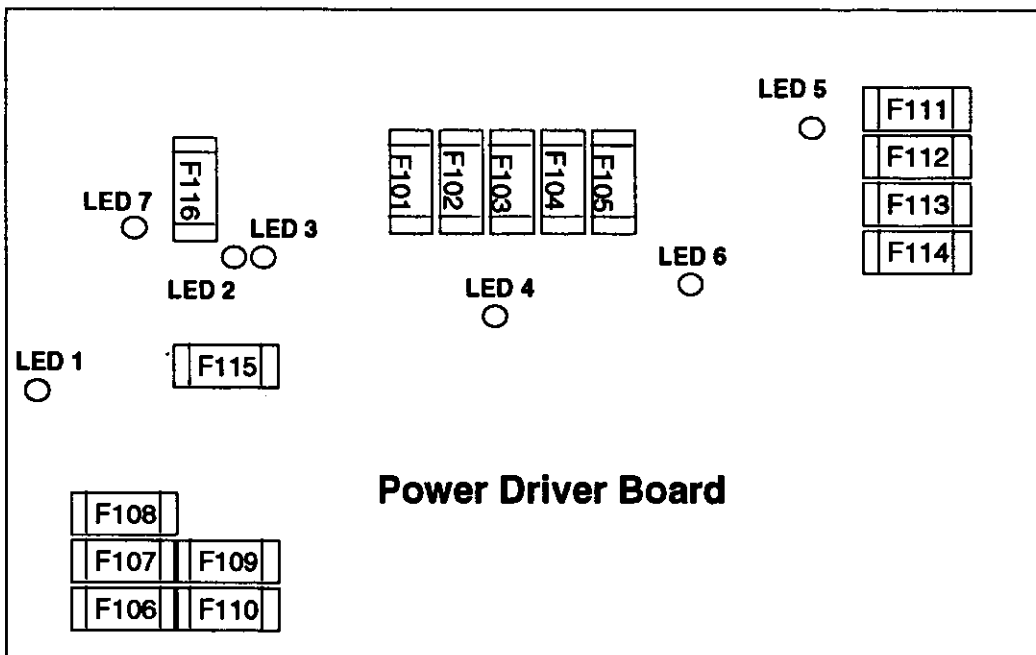 LED 5
F111
F112
F113
F114
F116
F101
F102
F103
F104
F105
LED 7
LED 3
LED 2
LED 6
LED 4
LED 1
F115
Power Driver Board
F108
F107
F109
F106
F110